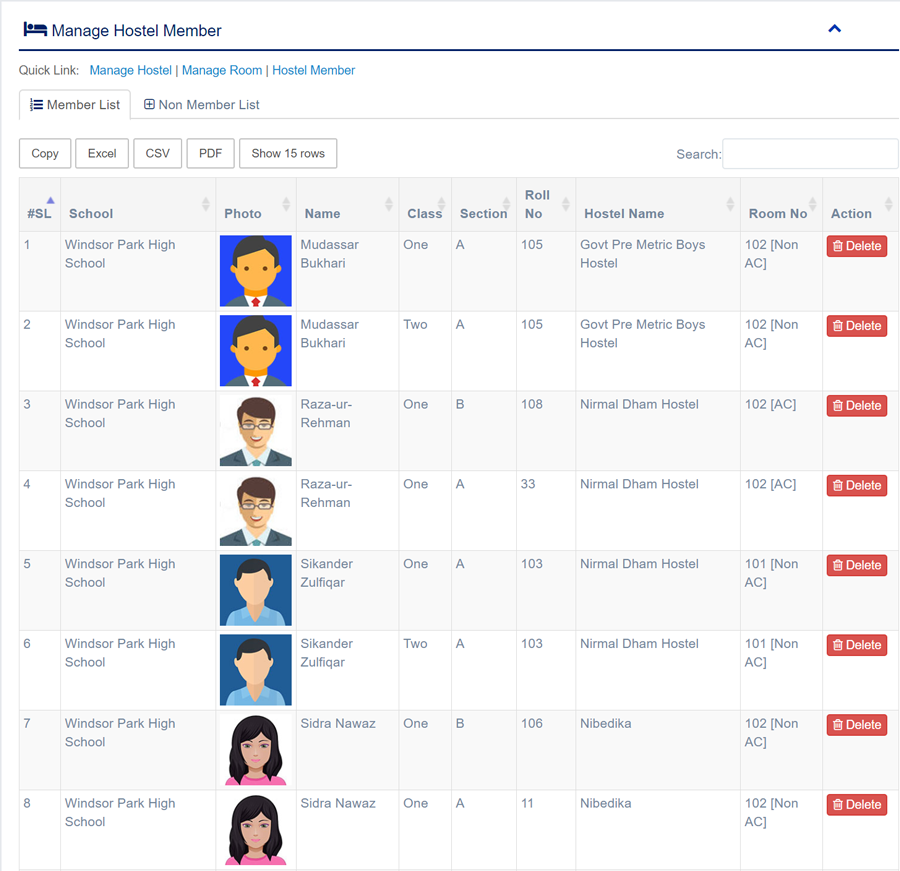 Manage Hostel Member
Quick Link: Manage Hostel | Manage Room | Hostel Member
Member List Non Member List
Copy Excel CSV PDF Show 15 rows Search:
#SL School Photo Name Class Section Roll No Hostel Name Room No Action
1 Windsor Park High School Mudassar Bukhari One A 105 Govt Pre Metric Boys Hostel 102 [Non AC] Delete
2 Windsor Park High School Mudassar Bukhari Two A 105 Govt Pre Metric Boys Hostel 102 [Non AC] Delete
3 Windsor Park High School Raza-ur-Rehman One B 108 Nirmal Dham Hostel 102 [AC] Delete
4 Windsor Park High School Raza-ur-Rehman One A 33 Nirmal Dham Hostel 102 [AC] Delete
5 Windsor Park High School Sikander Zulfiqar One A 103 Nirmal Dham Hostel 101 [Non AC] Delete
6 Windsor Park High School Sikander Zulfiqar Two A 103 Nirmal Dham Hostel 101 [Non AC] Delete
7 Windsor Park High School Sidra Nawaz One B 106 Nibedika 102 [Non AC] Delete
8 Windsor Park High School Sidra Nawaz One A 11 Nibedika 102 [Non AC] Delete